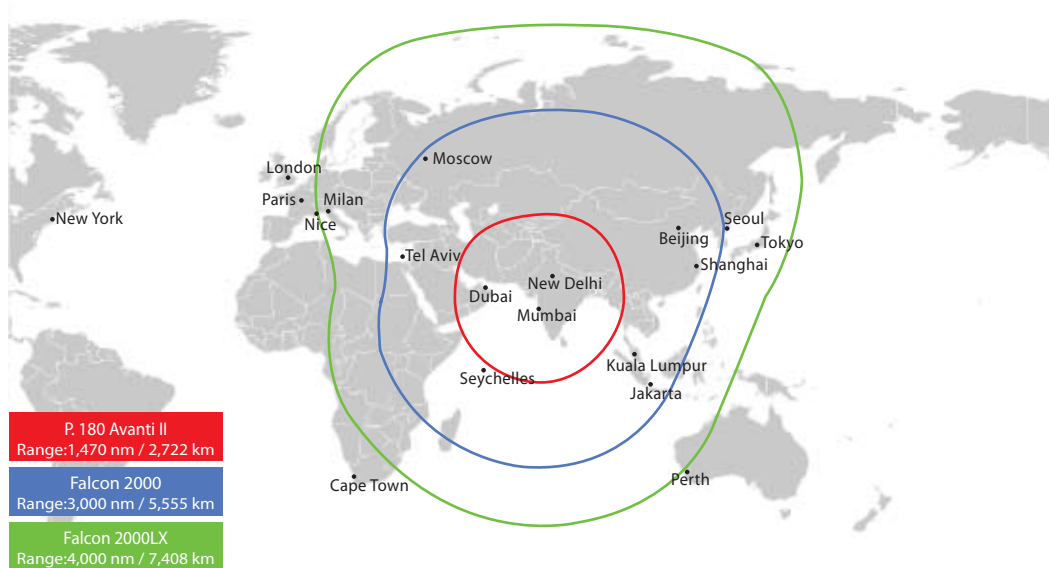 Moscow
London
Paris
Milan
Nice
New York
Seoul
Beijing
Tokyo
Tel Aviv
Shanghai
New Delhi
Dubai
Mumbai
Kuala Lumpur
Seychelles
Jakarta
P. 180 Avanti II
Range:1,470 nm / 2,722 km
Falcon 2000
Range:3,000 nm / 5,555 km
Falcon 2000LX
Range:4,000 nm / 7,408 km
Cape Town
Perth